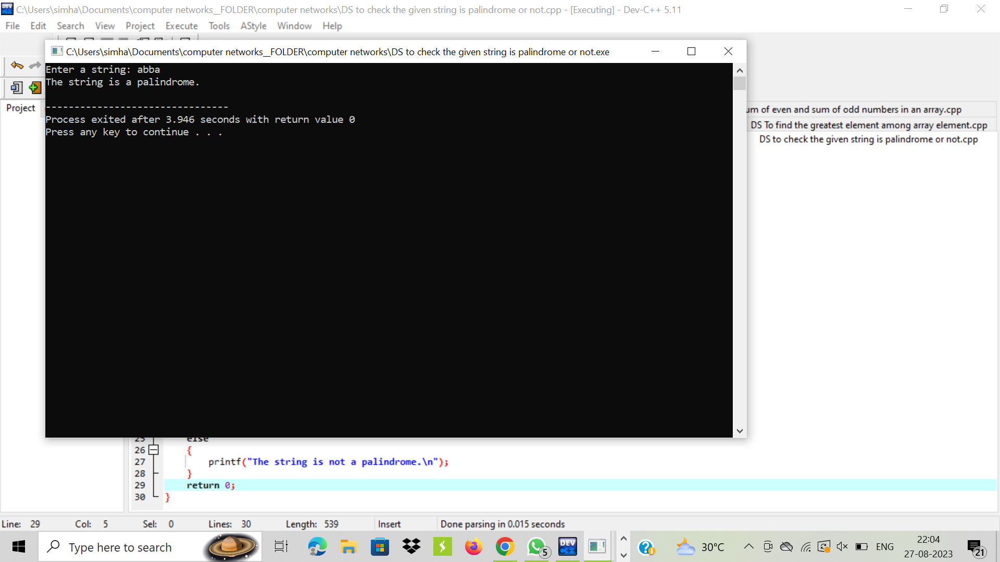 C:\Users\simha\Documents\computer networks__FOLDER\computer networks\DS to check the given string is palindrome or not.cpp - [Executing] - Dev-C++ 5.11
File Edit Search View Project Execute Tools AStyle Window Help
C:\Users\simha\Documents\computer networks__FOLDER\computer networks\DS to check the given string is palindrome or not.exe
Enter a string: abba
The string is a palindrome.
--------------------------------
Process exited after 3.946 seconds with return value 0
Press any key to continue . . .
Project
um of even and sum of odd numbers in an array.cpp
DS To find the greatest element among array element.cpp
DS to check the given string is palindrome or not.cpp
25 else
26 {
27 printf("The string is not a palindrome.\n");
28 }
29 return 0;
30 }
Line: 29 Col: 5 Sel: 0 Lines: 30 Length: 539 Insert Done parsing in 0.015 seconds
Type here to search
5
DEV C++
30°C
ENG
22:04
27-08-2023
21